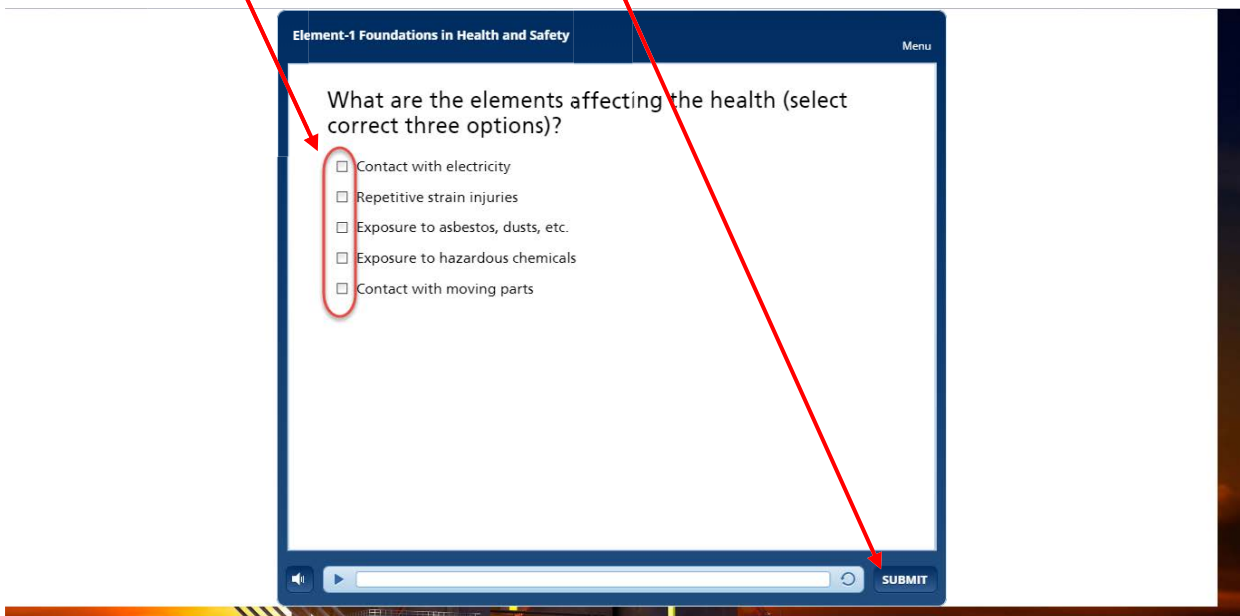 Element-1 Foundations in Health and Safety
Menu
What are the elements affecting the health (select
correct three options)?
Contact with electricity
Repetitive strain injuries
Exposure to asbestos, dusts, etc.
Exposure to hazardous chemicals
Contact with moving parts
SUBMIT